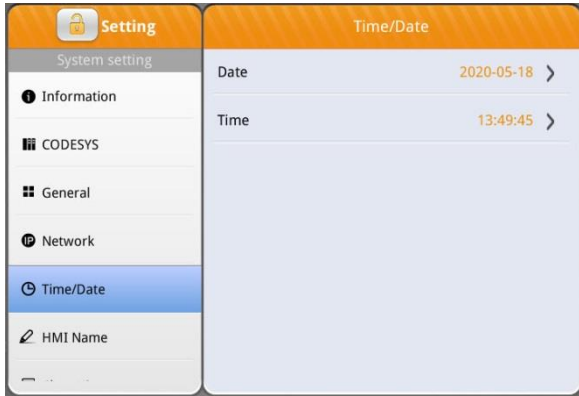 Setting
System setting
Information
CODESYS
General
Network
Time/Date
HMI Name
Time/Date
Date 2020-05-18
Time 13:49:45